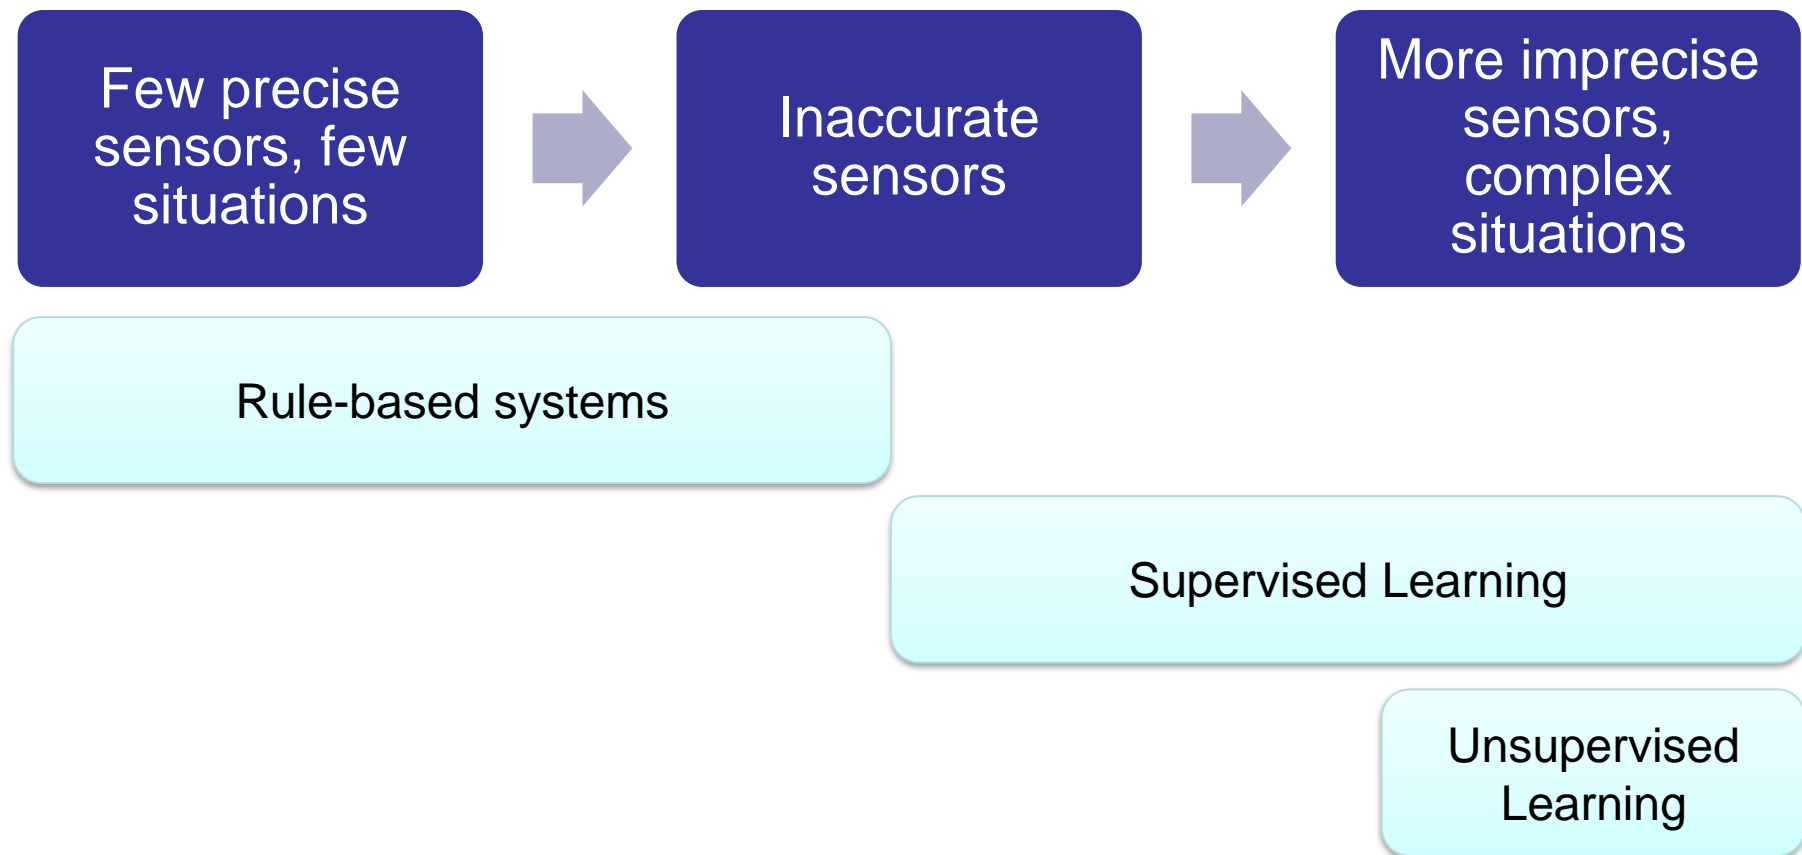 Few precise
sensors, few
situations
Inaccurate
sensors
More imprecise
sensors,
complex
situations
Rule-based systems
Supervised Learning
Unsupervised
Learning